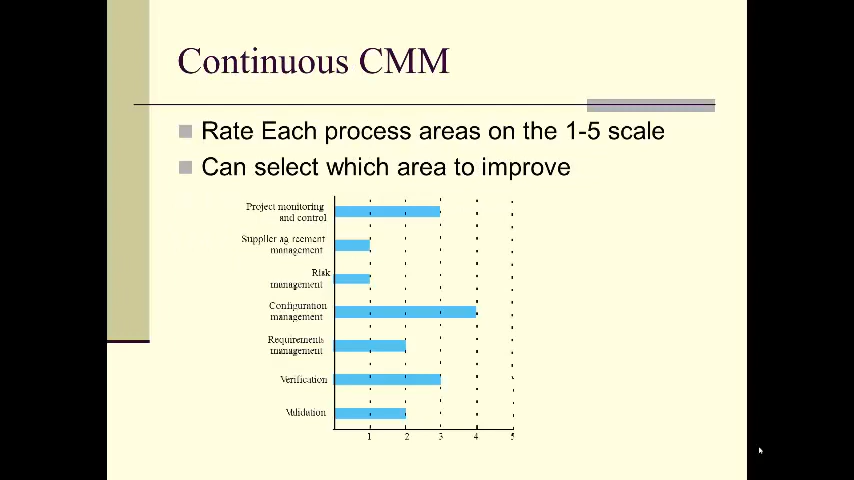 Continuous CMM
Rate Each process areas on the 1-5 scale
Can select which area to improve
Project monitoring
and control
Supplier agreement
management
Risk
management
Configuration
management
Requirements
management
Verification
Validation
1 2 3 4 5